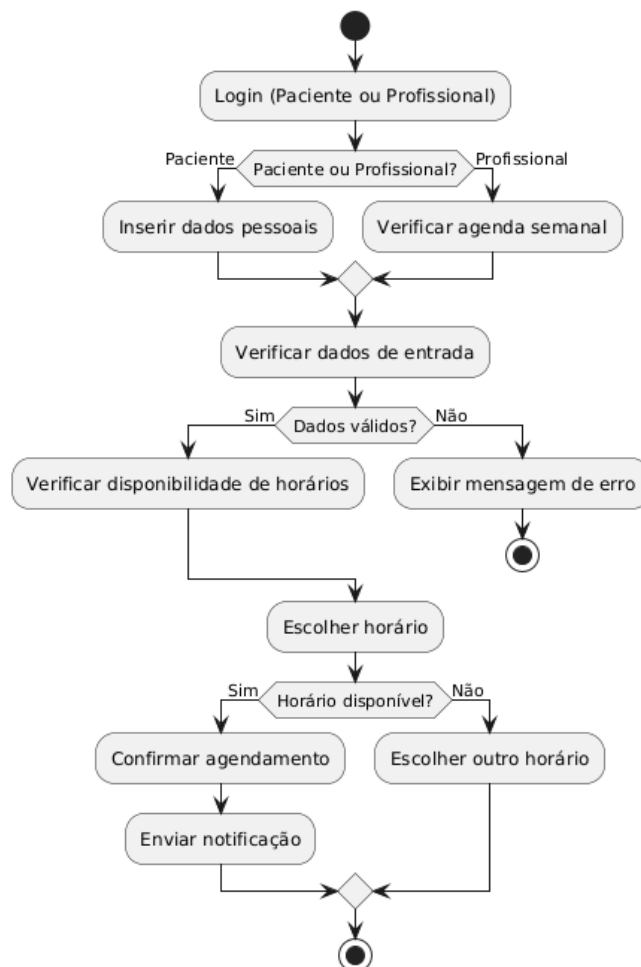 Login (Paciente ou Profissional)
Paciente
Paciente ou Profissional?
Profissional
Inserir dados pessoais
Verificar agenda semanal
Verificar dados de entrada
Sim
Dados válidos?
Não
Verificar disponibilidade de horários
Exibir mensagem de erro
Escolher horário
Sim
Horário disponível?
Não
Confirmar agendamento
Escolher outro horário
Enviar notificação